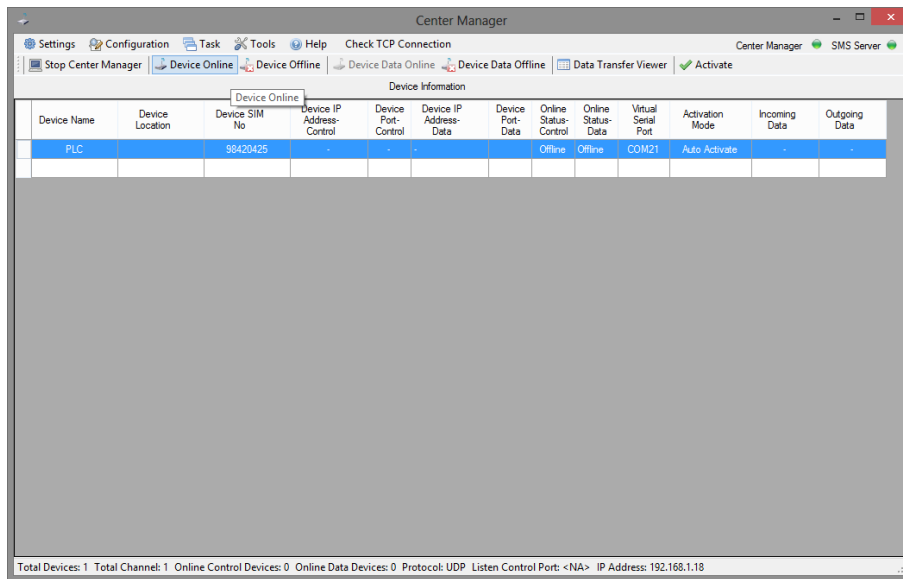 Center Manager
Settings Configuration Task Tools Help Check TCP Connection Center Manager SMS Server
Stop Center Manager Device Online Device Offline Device Data Online Device Data Offline Data Transfer Viewer Activate
Device Information
Device Online
Device Name Device Location Device SIM No Device IP Address-Control Device Port-Control Device IP Address-Data Device Port-Data Online Status-Control Online Status-Data Virtual Serial Port Activation Mode Incoming Data Outgoing Data
PLC 98420425 - - - Offline Offline COM21 Auto Activate - -
Total Devices: 1 Total Channel: 1 Online Control Devices: 0 Online Data Devices: 0 Protocol: UDP Listen Control Port: <NA> IP Address: 192.168.1.18